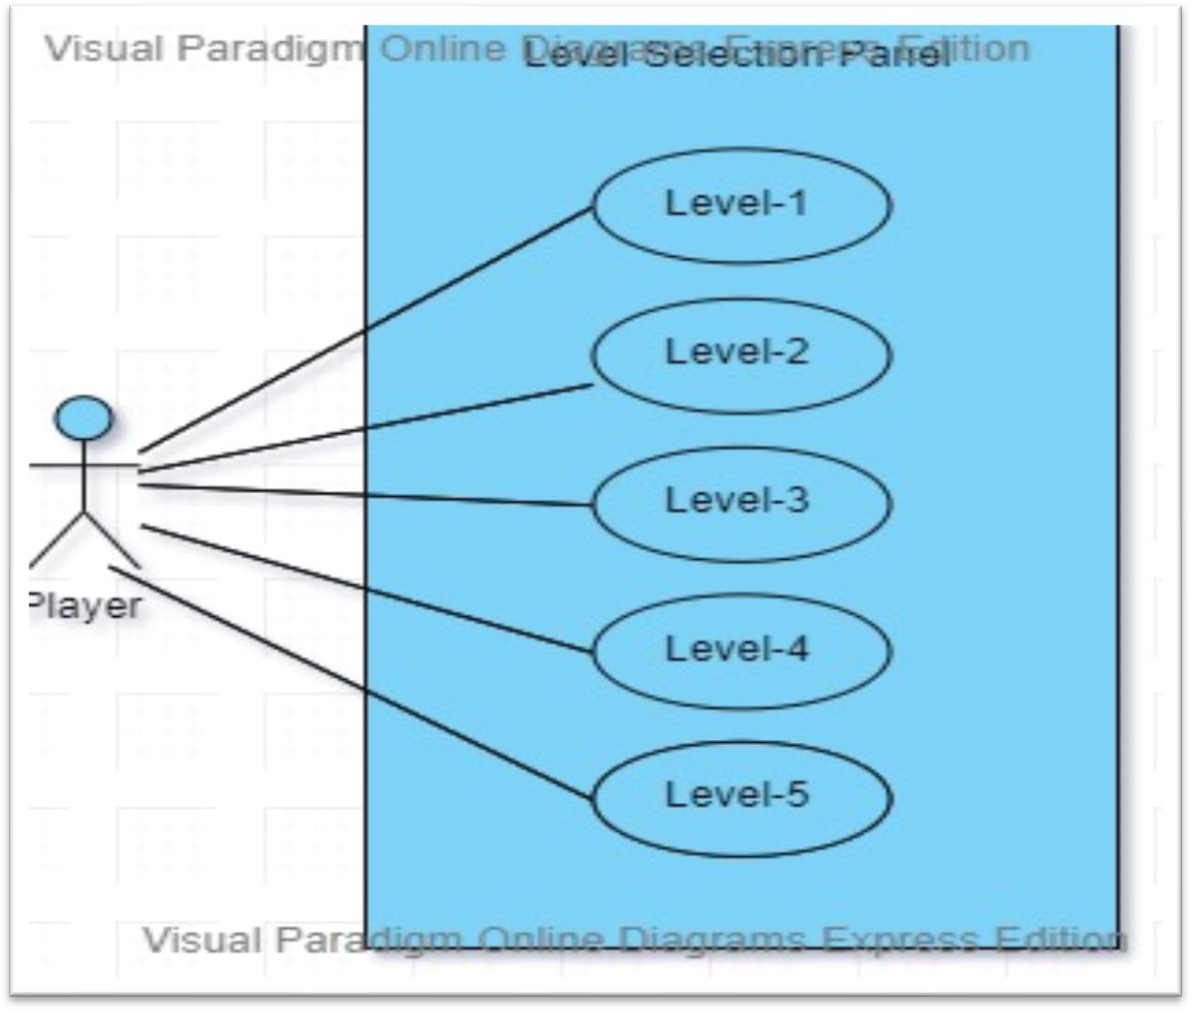 Visual Paradigm Online Diagrams Express Edition
Level Selection Panel
Level-1
Level-2
Level-3
Level-4
Level-5
Player
Visual Paradigm Online Diagrams Express Edition